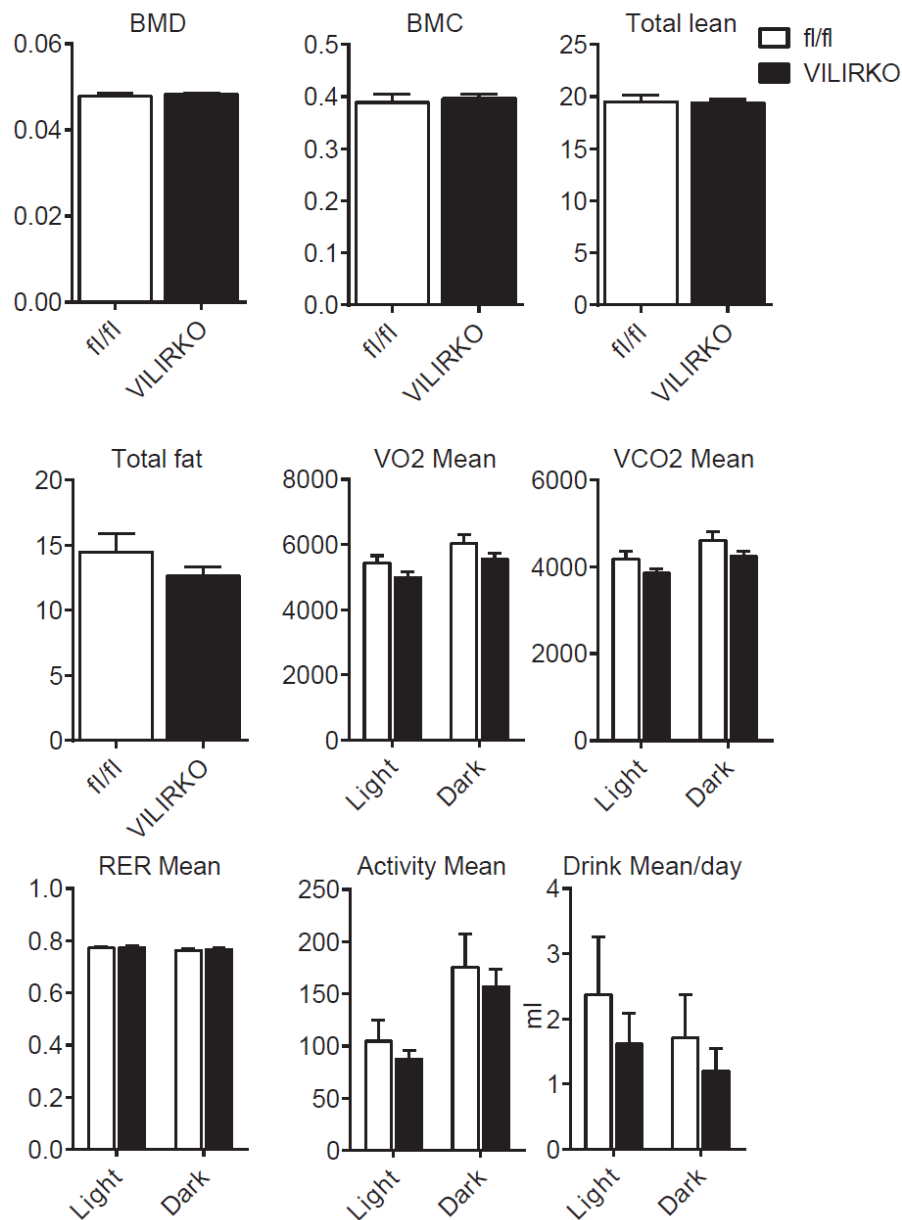 BMD
0.06
0.04
0.02
0.00
fl/fl
VILIRKO
BMC
0.5
0.4
0.3
0.2
0.1
0.0
fl/fl
VILIRKO
Total lean
25
20
15
10
5
0
fl/fl
VILIRKO
fl/fl
VILIRKO
Total fat
20
15
10
5
0
fl/fl
VILIRKO
VO2 Mean
8000
6000
4000
2000
0
Light
Dark
VCO2 Mean
6000
4000
2000
0
Light
Dark
RER Mean
1.0
0.8
0.6
0.4
0.2
0.0
Light
Dark
Activity Mean
250
200
150
100
50
0
Light
Dark
Drink Mean/day
ml
4
3
2
1
0
Light
Dark